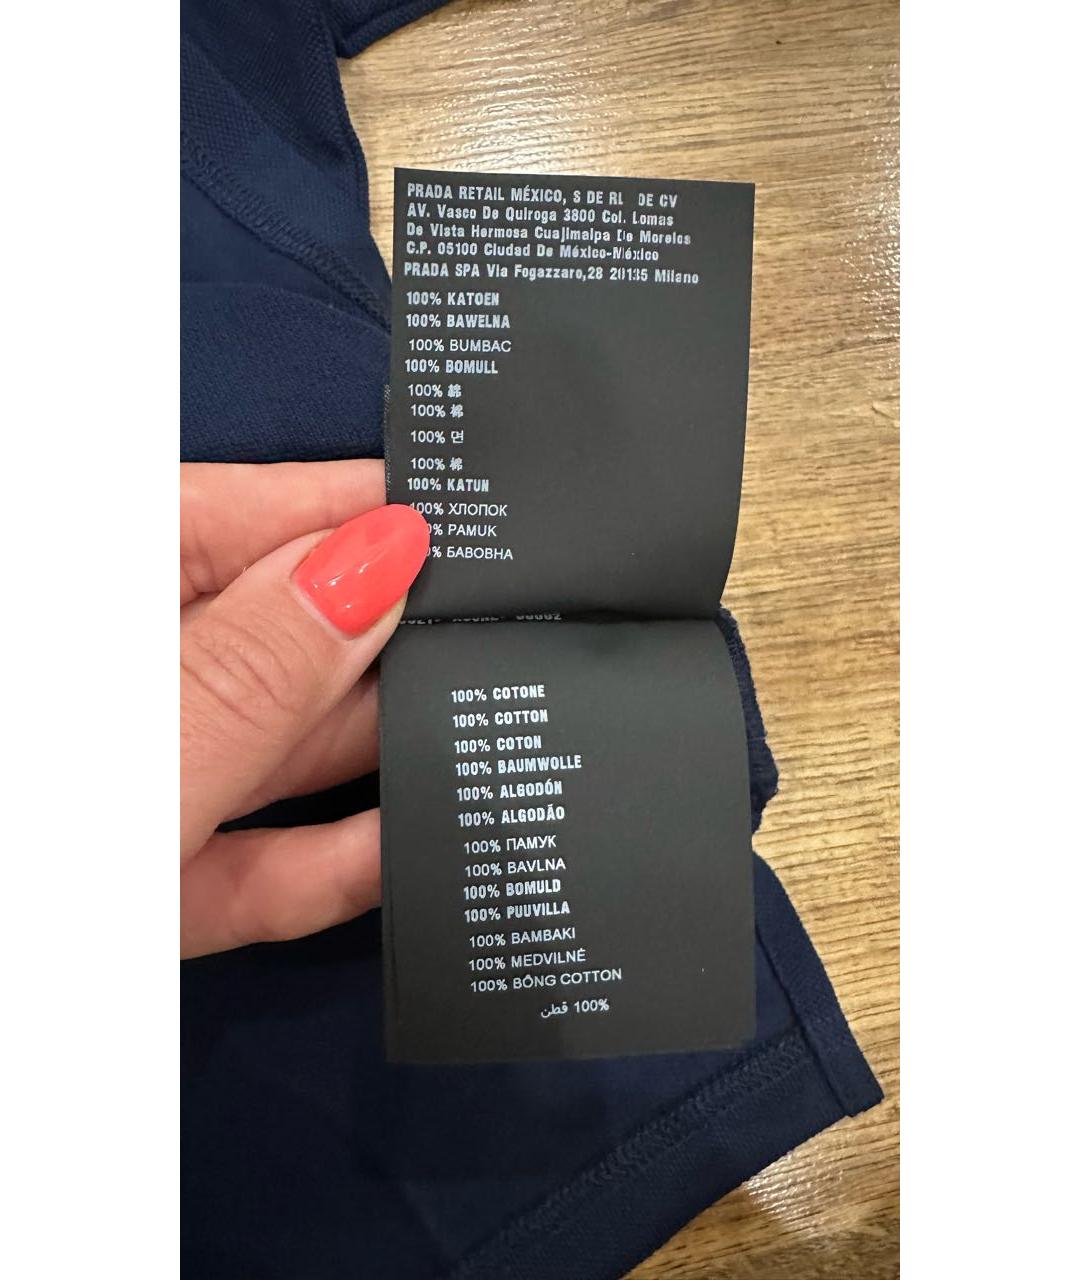 PRADA RETAIL MÉXICO, S DE RL DE CV
AV. Vasco De Quiroga 3800 Col. Lomas
De Vista Hermosa Cuajimalpa De Morelos
C.P. 05100 Ciudad De México-México
PRADA SPA Via Fogazzaro,28 20135 Milano
100% KATOEN
100% BAWELNA
100% BUMBAC
100% BOMULL
100% 綿
100% 棉
100% 면
100% 棉
100% KATUN
100% ХЛОПОК
0% PAMUK
% БАВОВНА
100% COTONE
100% COTTON
100% COTON
100% BAUMWOLLE
100% ALGODÓN
100% ALGODÃO
100% ПАМУК
100% BAVLNA
100% BOMULD
100% PUUVILLA
100% BAMBAKI
100% MEDVILNĖ
100% BÔNG COTTON
100% قطن